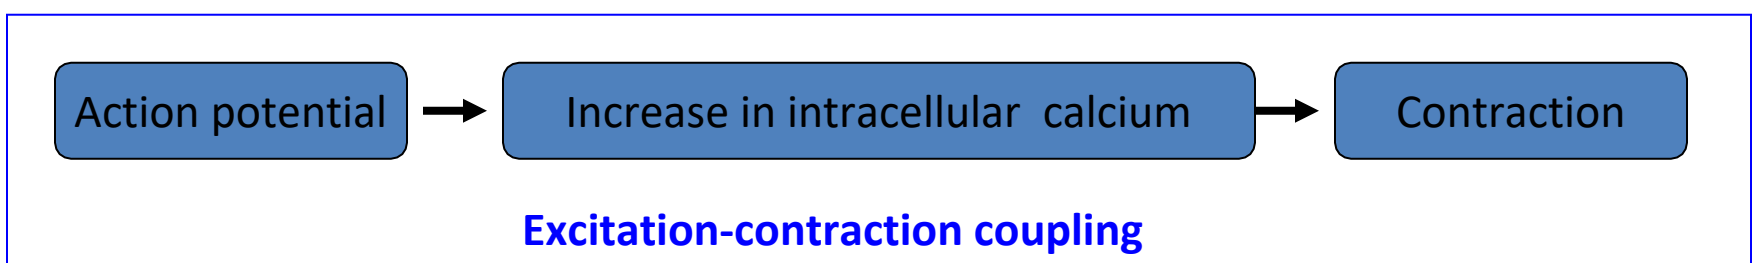 Action potential
Increase in intracellular  calcium
Contraction
Excitation-contraction coupling